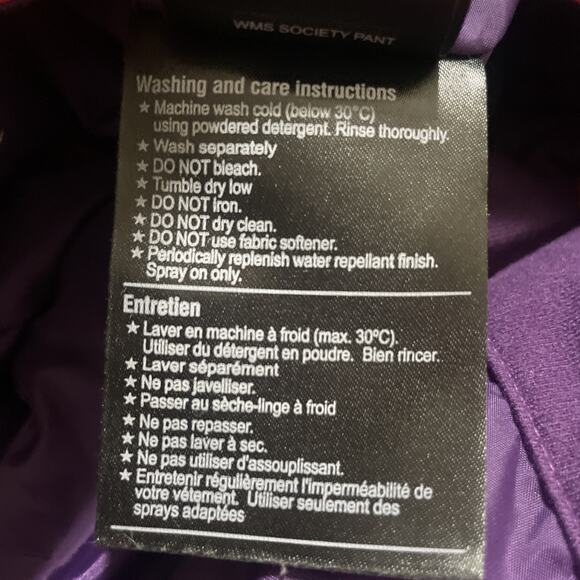 WMS SOCIETY PANT
Washing and care instructions
★ Machine wash cold (below 30°C)
using powdered detergent. Rinse thoroughly.
★ Wash separately
★ DO NOT bleach.
★ Tumble dry low
★ DO NOT iron.
★ DO NOT dry clean.
★ DO NOT use fabric softener.
★ Periodically replenish water repellant finish.
Spray on only.
Entretien
★ Laver en machine à froid (max. 30ºC).
Utiliser du détergent en poudre. Bien rincer.
★ Laver séparément
★ Ne pas javelliser.
★ Passer au sèche-linge à froid
★ Ne pas repasser.
★ Ne pas laver à sec.
★ Ne pas utiliser d'assouplissant.
★ Entretenir régulièrement l'imperméabilité de
votre vétement. Utiliser seulement des
sprays adaptées